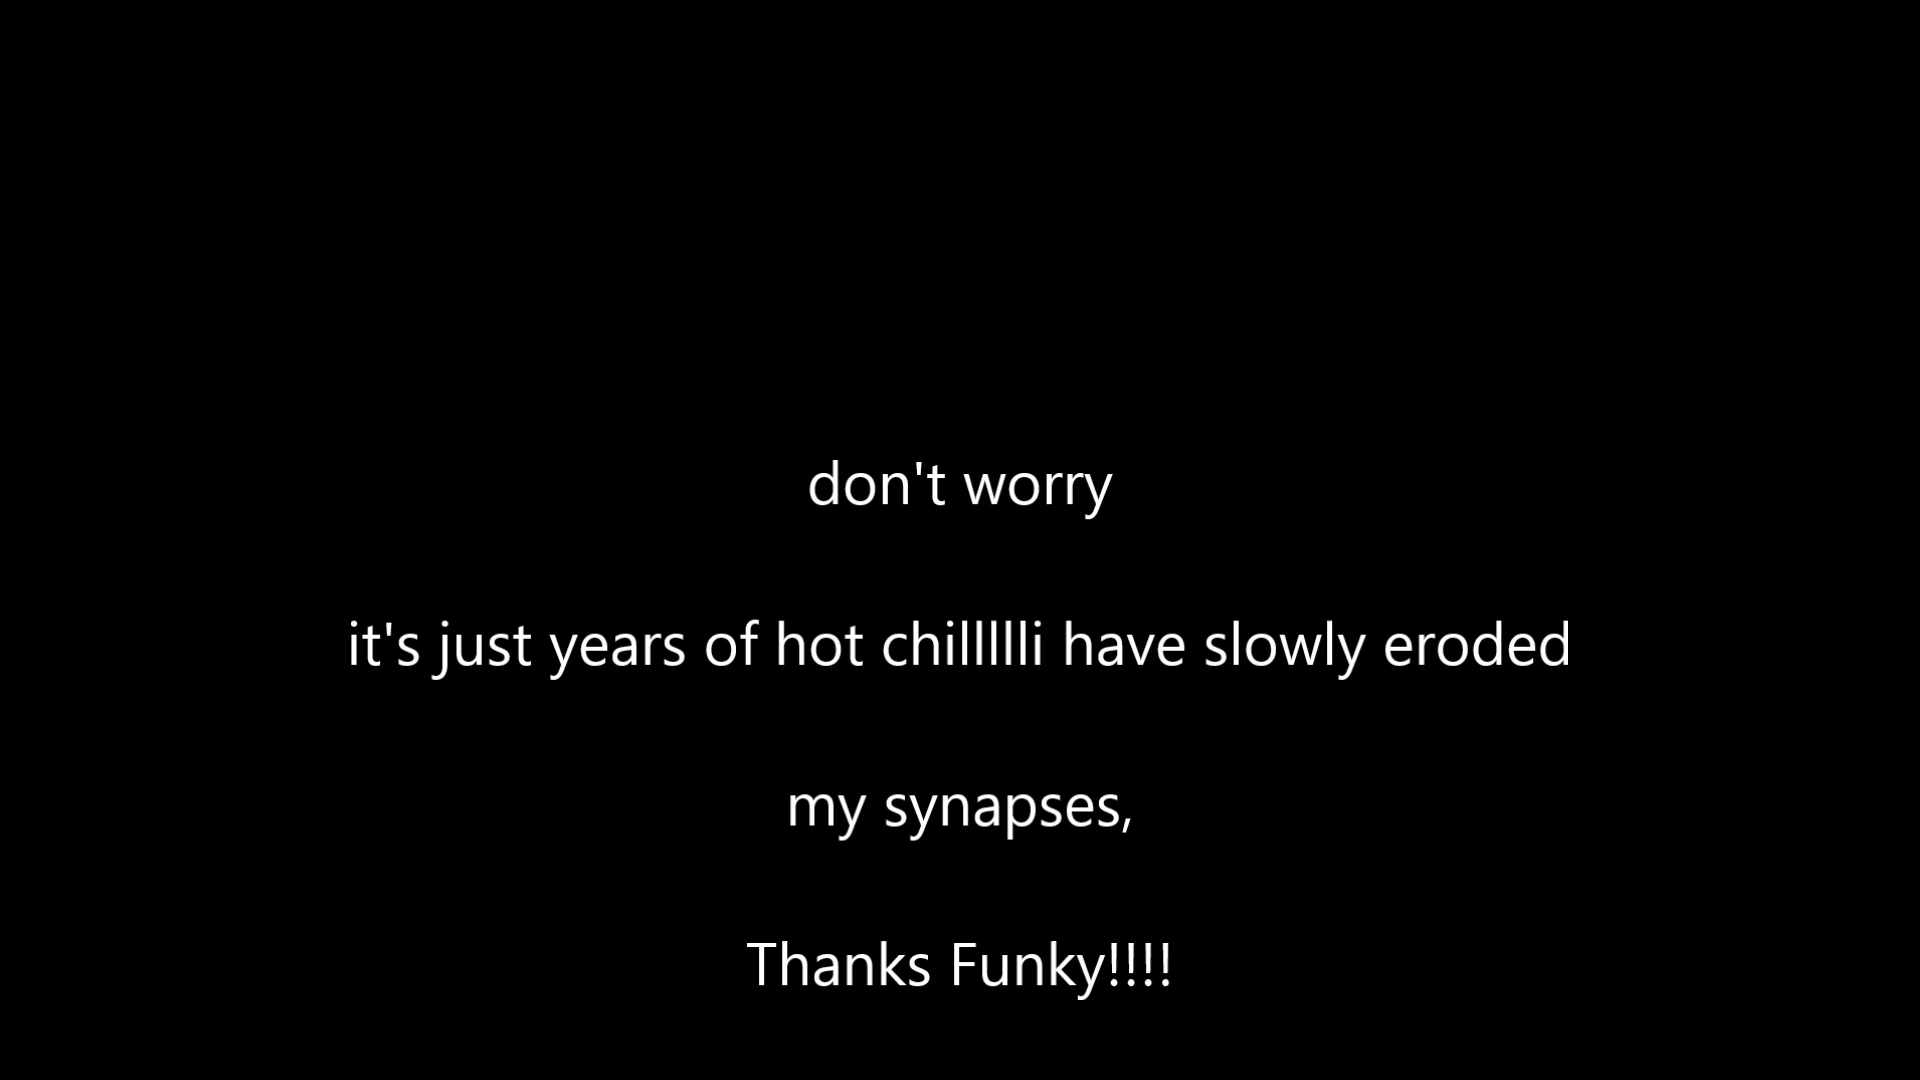 don't worry
it's just years of hot chillllli have slowly eroded
my synapses,
Thanks Funky!!!!